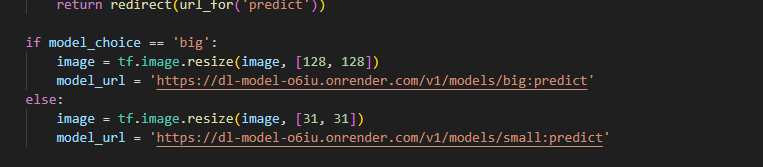 return redirect(url_for('predict'))
if model_choice == 'big':
image = tf.image.resize(image, [128, 128])
model_url = 'https://dl-model-o6iu.onrender.com/v1/models/big:predict'
else:
image = tf.image.resize(image, [31, 31])
model_url = 'https://dl-model-o6iu.onrender.com/v1/models/small:predict'